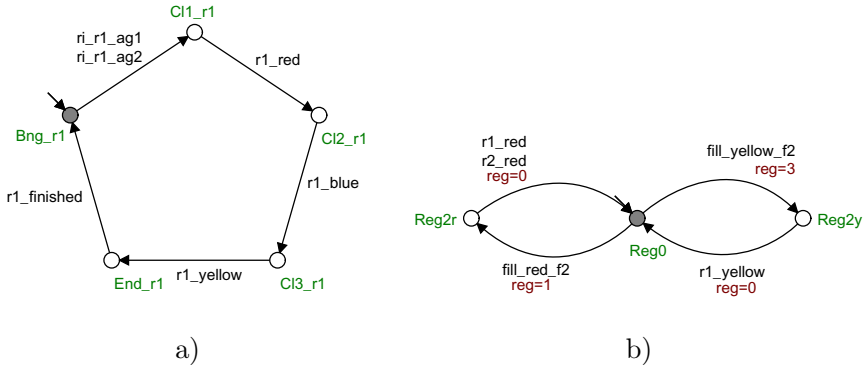 Cl1_r1
ri_r1_ag1
ri_r1_ag2
r1_red
Bng_r1
Cl2_r1
r1_blue
r1_finished
End_r1
r1_yellow
Cl3_r1
a)
r1_red
r2_red
reg=0
fill_yellow_f2
reg=3
Reg2r
Reg0
Reg2y
fill_red_f2
reg=1
r1_yellow
reg=0
b)